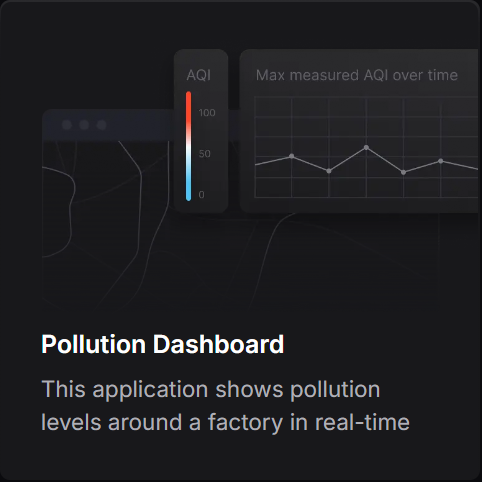 AQI
100
50
0
Max measured AQI over time
Pollution Dashboard
This application shows pollution
levels around a factory in real-time